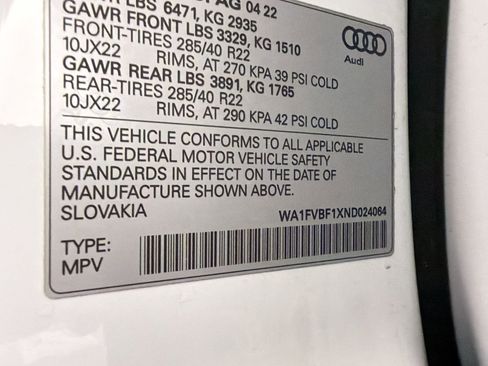 AG 04 22
LBS 6471, KG 2935
GAWR FRONT LBS 3329, KG 1510
FRONT-TIRES 285/40 R22
10JX22 RIMS, AT 270 KPA 39 PSI COLD
GAWR REAR LBS 3891, KG 1765
REAR-TIRES 285/40 R22
10JX22 RIMS, AT 290 KPA 42 PSI COLD
Audi
THIS VEHICLE CONFORMS TO ALL APPLICABLE
U.S. FEDERAL MOTOR VEHICLE SAFETY
STANDARDS IN EFFECT ON THE DATE OF
MANUFACTURE SHOWN ABOVE.
SLOVAKIA WA1FVBF1XND024064
TYPE:
MPV